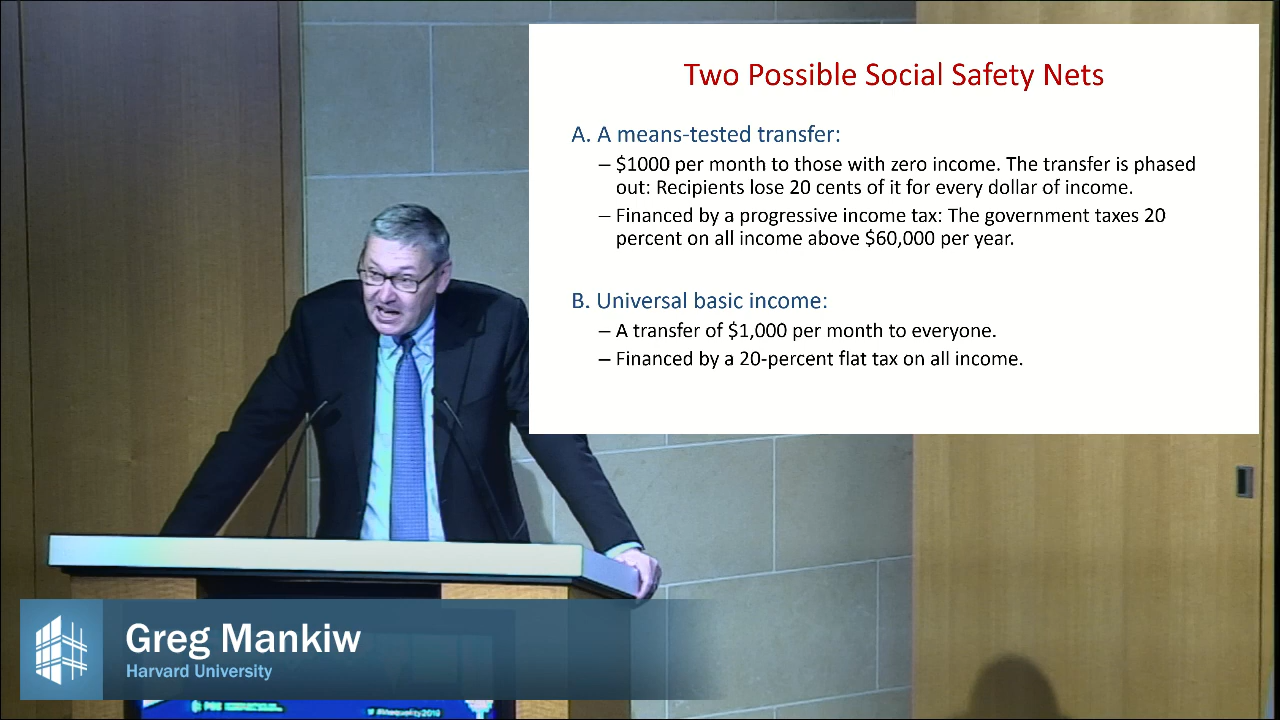 Two Possible Social Safety Nets
A. A means-tested transfer:
– $1000 per month to those with zero income. The transfer is phased
out: Recipients lose 20 cents of it for every dollar of income.
– Financed by a progressive income tax: The government taxes 20
percent on all income above $60,000 per year.
B. Universal basic income:
– A transfer of $1,000 per month to everyone.
– Financed by a 20-percent flat tax on all income.
Greg Mankiw
Harvard University